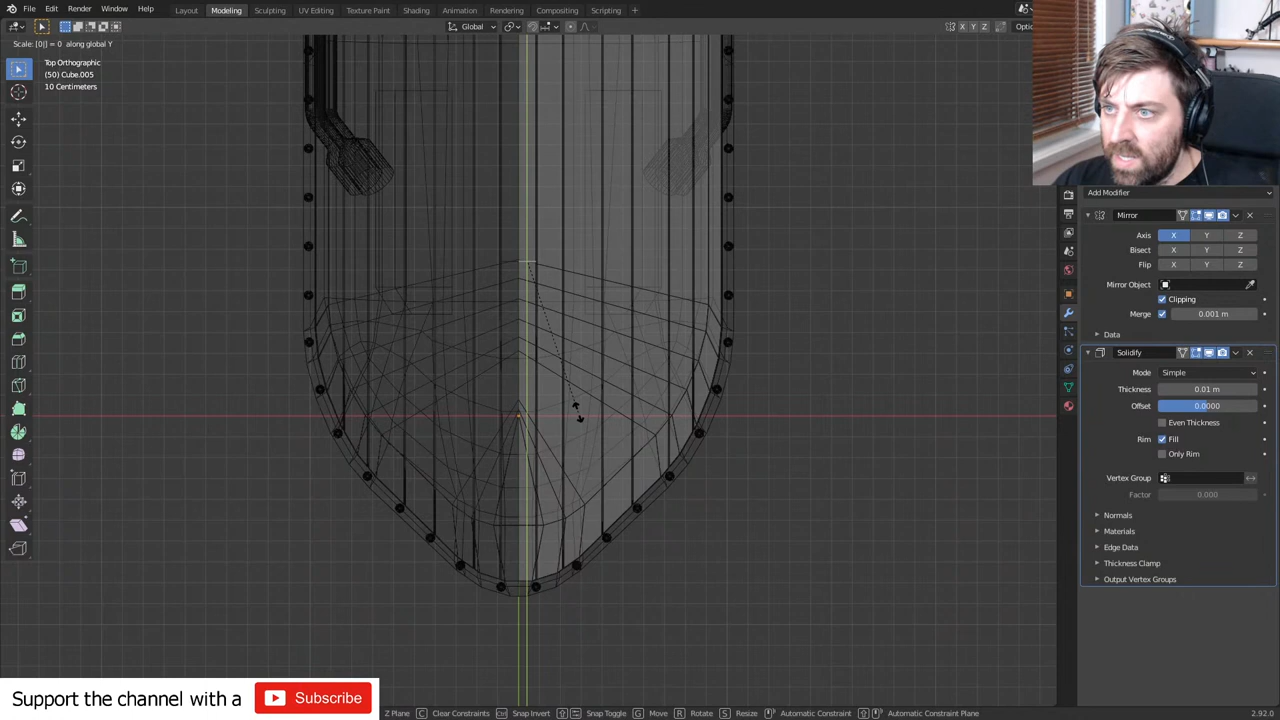 File Edit Render Window Help
Layout Modeling Sculpting UV Editing Texture Paint Shading Animation Rendering Compositing Scripting +
Global X Y Z Optio
Scale: [0|] = 0 along global Y
Top Orthographic
(50) Cube.005
10 Centimeters
Add Modifier
Mirror
Axis X Y Z
Bisect X Y Z
Flip X Y Z
Mirror Object
Clipping
Merge 0.001 m
Data
Solidify
Mode Simple
Thickness 0.01 m
Offset 0.0000
Even Thickness
Rim Fill
Only Rim
Vertex Group
Factor 0.000
Normals
Materials
Edge Data
Thickness Clamp
Output Vertex Groups
Support the channel with a Subscribe
Z Plane C Clear Constraints Snap Invert Snap Toggle G Move R Rotate S Resize Automatic Constraint Automatic Constraint Plane 2.92.0